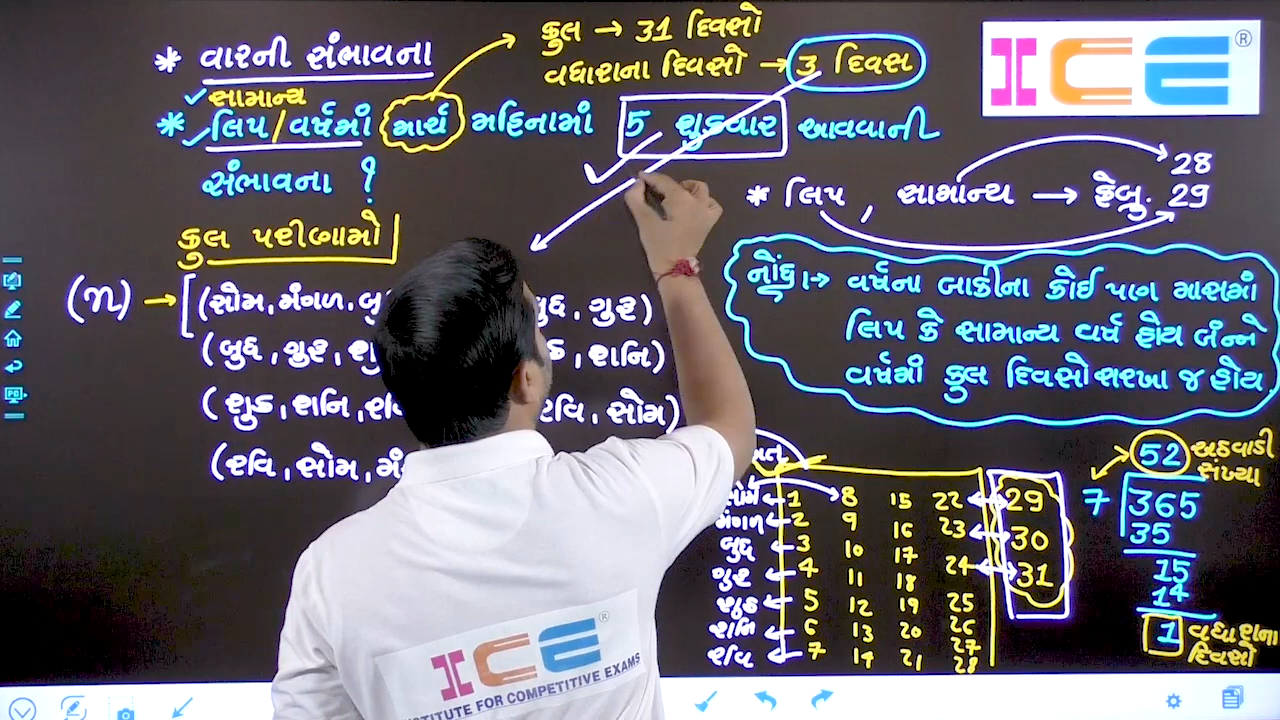 કુલ → 31 દિવસો
* વારની સંભાવના
વધારાના દિવસો → 3 દિવસ
ICE ®
✓ સામાન્ય
* ✓ લિપ/વર્ષમાં માર્ચ મહિનામાં 5 શુક્રવાર આવવાની
સંભાવના ?
28
* લિપ, સામાન્ય → ફેબ્રુ. 29
કુલ પરીણામો
નોંધ :→ વર્ષના બાકીના કોઈ પણ માસમાં
લિપ કે સામાન્ય વર્ષ હોય બંન્ને
વર્ષમાં કુલ દિવસો સરખા જ હોય
(n) → [(સોમ, મંગળ, બુધ, ગુરૂ)
(બુધ, ગુરૂ, શનિ)
(શુક્ર, શનિ, રવિ, સોમ)
(રવિ, સોમ,
52 અઠવાડી
સંખ્યા
સોમ ← 1 8 15 22 29 7 365
મંગળ ← 2 9 16 23 30 35
બુધ ← 3 10 17 24 31 15
ગુરૂ ← 4 11 18 14
શુક્ર ← 5 12 19 25 1 વધારાના
શનિ ← 6 13 20 26 દિવસો
રવિ ← 7 14 21 27
28
ICE ®
INSTITUTE FOR COMPETITIVE EXAMS